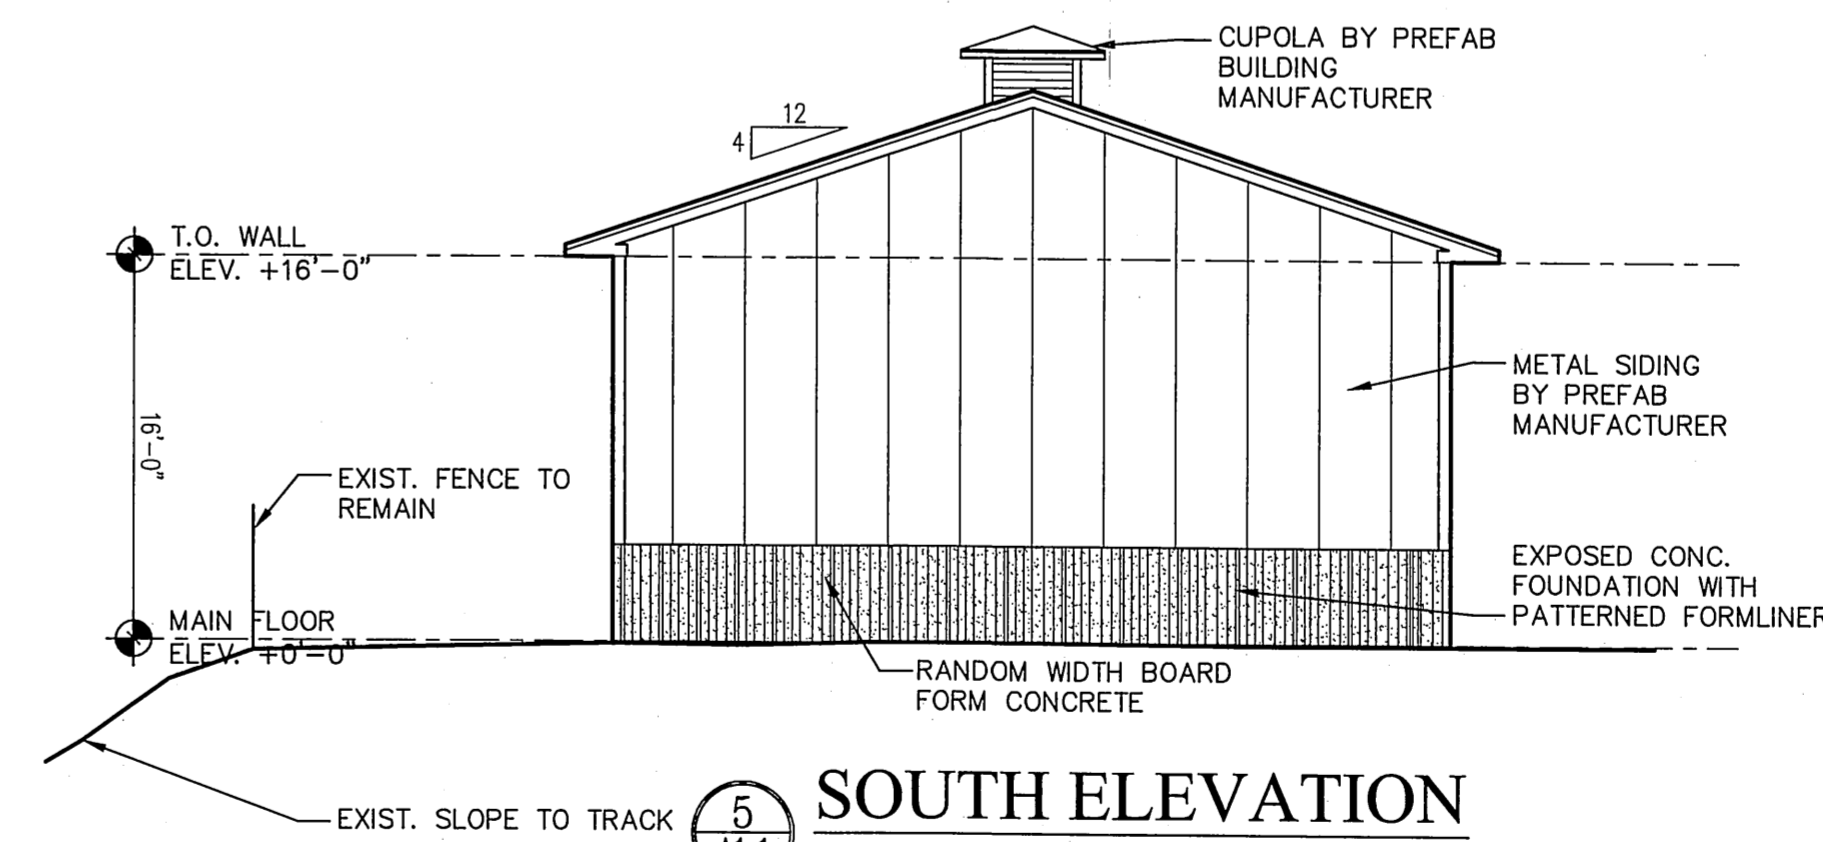 CUPOLA BY PREFAB
BUILDING
MANUFACTURER
12
4
T.O. WALL
ELEV. +16'-0"
METAL SIDING
BY PREFAB
MANUFACTURER
16'-0"
EXIST. FENCE TO
REMAIN
EXPOSED CONC.
FOUNDATION WITH
PATTERNED FORMLINER
MAIN FLOOR
ELEV. +0'-0"
RANDOM WIDTH BOARD
FORM CONCRETE
EXIST. SLOPE TO TRACK
5
SOUTH ELEVATION